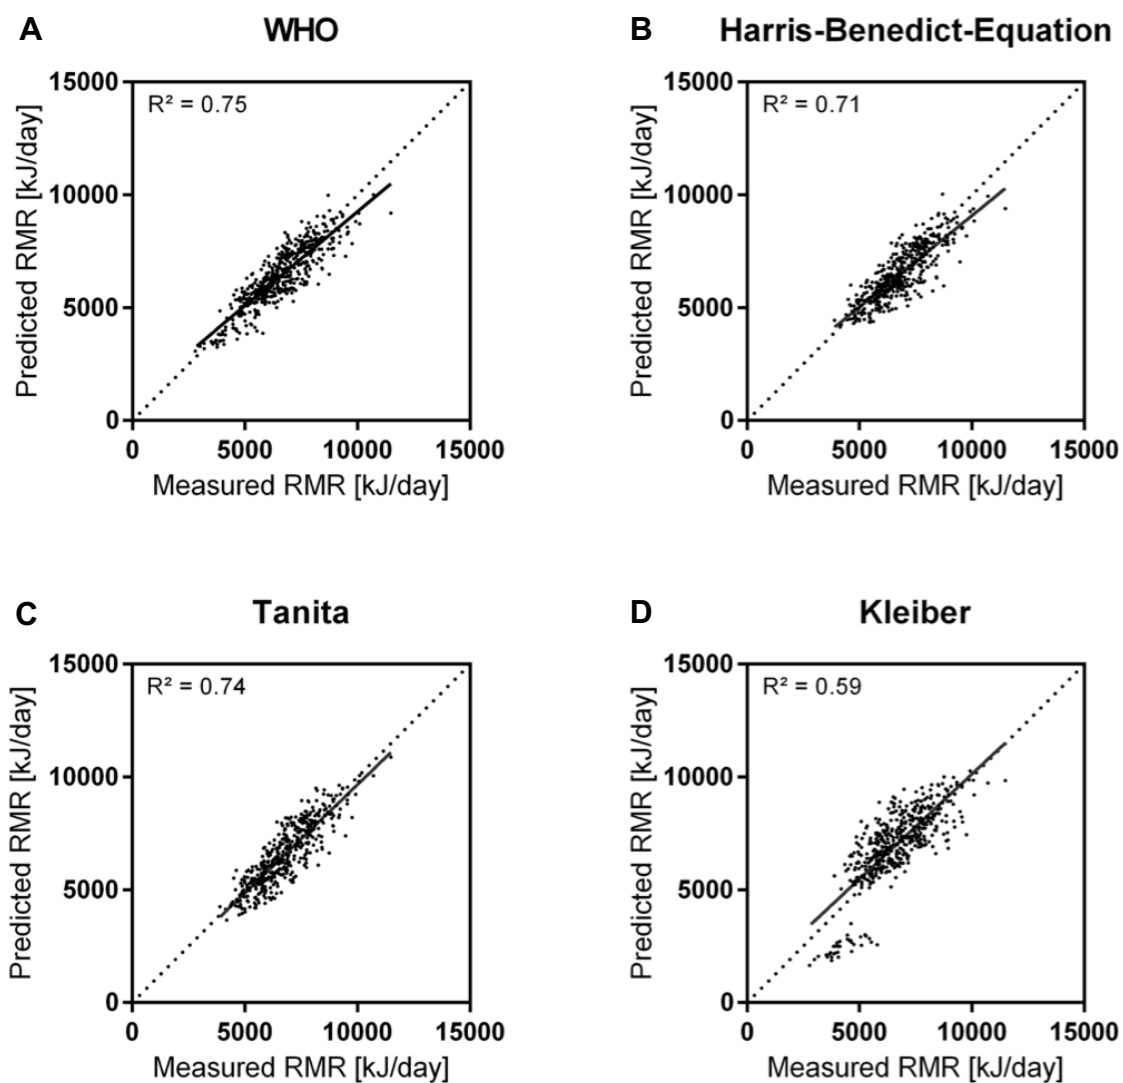 A WHO
15000
R² = 0.75
10000
5000
0
0 5000 10000 15000
Predicted RMR [kJ/day]
Measured RMR [kJ/day]
B Harris-Benedict-Equation
15000
R² = 0.71
10000
5000
0
0 5000 10000 15000
Predicted RMR [kJ/day]
Measured RMR [kJ/day]
C Tanita
15000
R² = 0.74
10000
5000
0
0 5000 10000 15000
Predicted RMR [kJ/day]
Measured RMR [kJ/day]
D Kleiber
15000
R² = 0.59
10000
5000
0
0 5000 10000 15000
Predicted RMR [kJ/day]
Measured RMR [kJ/day]